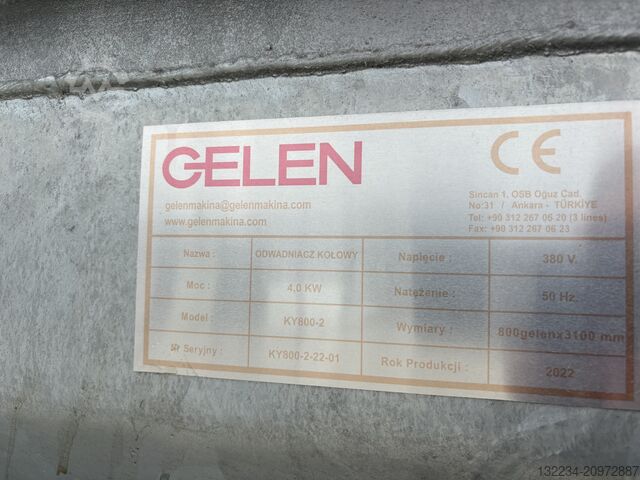 GELEN
CE
gelenmakina@gelenmakina.com
www.gelenmakina.com
Sincan 1. OSB Oğuz Cad.
No:31 / Ankara - TÜRKİYE
Tel: +90 312 267 05 20 (3 lines)
Fax: +90 312 267 06 23
Nazwa : ODWADNIACZ KOŁOWY Napięcie : 380 V.
Moc : 4.0 KW Natężenie : 50 Hz.
Model : KY800-2 Wymiary : 800gelenx3100 mm
Nr Seryjny : KY800-2-22-01 Rok Produkcji : 2022
132234-20972887